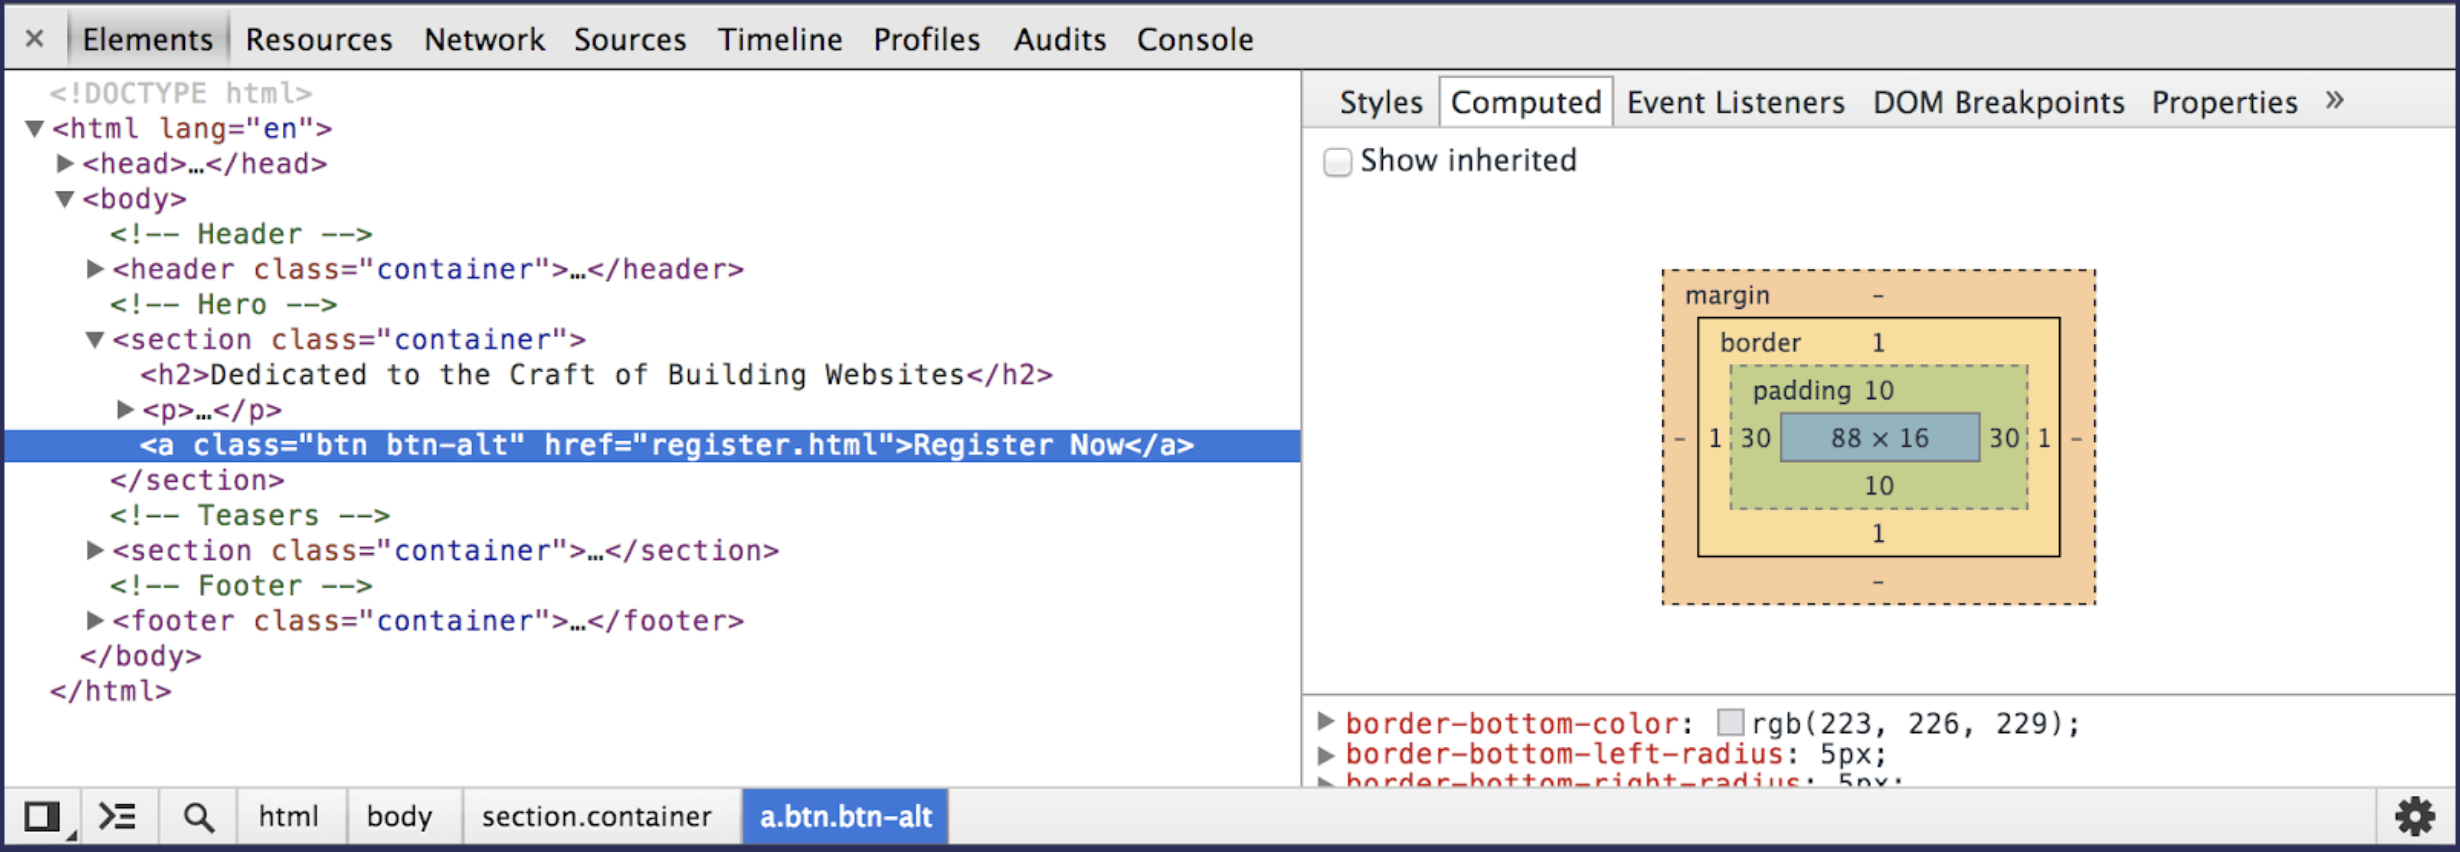 × Elements Resources Network Sources Timeline Profiles Audits Console
<!DOCTYPE html>
▼<html lang="en">
▶<head>…</head>
▼<body>
<!-- Header -->
▶<header class="container">…</header>
<!-- Hero -->
▼<section class="container">
<h2>Dedicated to the Craft of Building Websites</h2>
▶<p>…</p>
<a class="btn btn-alt" href="register.html">Register Now</a>
</section>
<!-- Teasers -->
▶<section class="container">…</section>
<!-- Footer -->
▶<footer class="container">…</footer>
</body>
</html>
Styles Computed Event Listeners DOM Breakpoints Properties »
Show inherited
margin –
border 1
padding 10
– 1 30 88 × 16 30 1 –
10
1
–
▶ border-bottom-color: rgb(223, 226, 229);
▶ border-bottom-left-radius: 5px;
▶ border-bottom-right-radius: 5px;
html body section.container a.btn.btn-alt